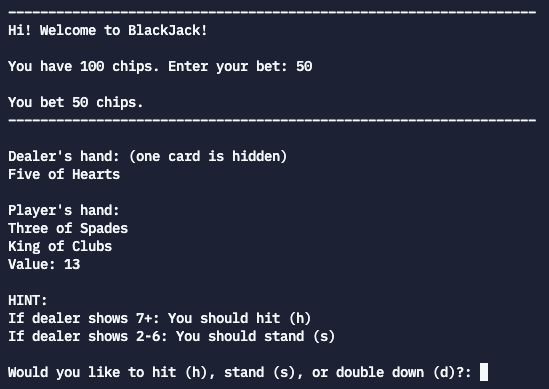 Hi! Welcome to BlackJack!
You have 100 chips. Enter your bet: 50
You bet 50 chips.
Dealer's hand: (one card is hidden)
Five of Hearts
Player's hand:
Three of Spades
King of Clubs
Value: 13
HINT:
If dealer shows 7+: You should hit (h)
If dealer shows 2-6: You should stand (s)
Would you like to hit (h), stand (s), or double down (d)?: